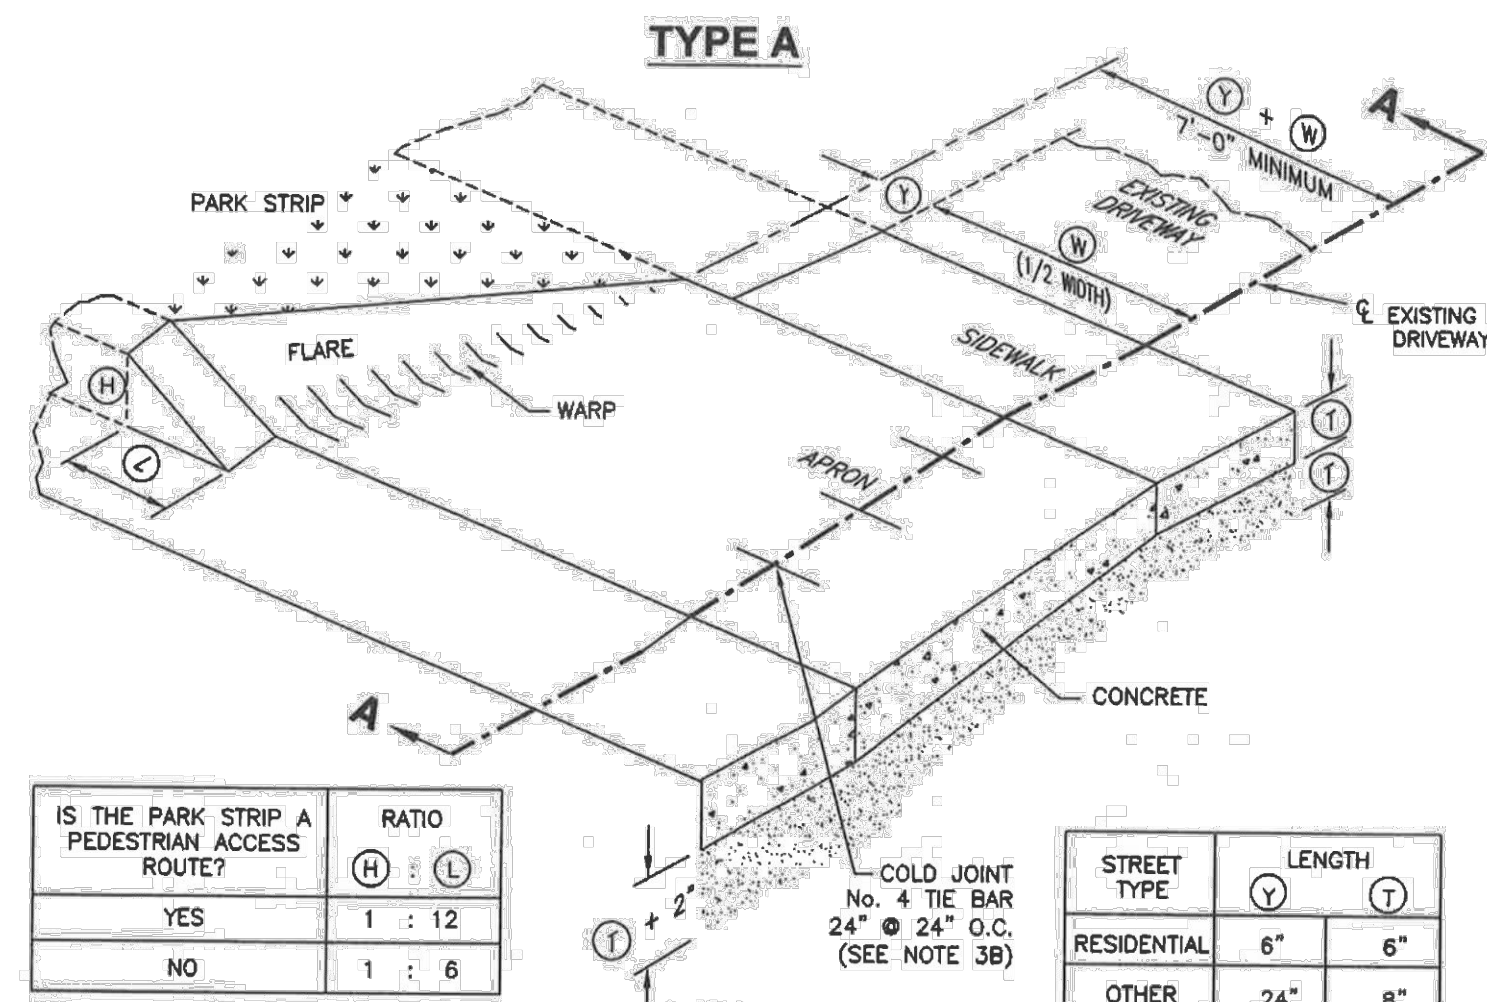 TYPE A
Y + W
7'-0" MINIMUM
A
PARK STRIP
Y
EXISTING
DRIVEWAY
W
(1/2 WIDTH)
℄ EXISTING
DRIVEWAY
FLARE
SIDEWALK
H
WARP
T
L
APRON
T
CONCRETE
A
IS THE PARK STRIP A
PEDESTRIAN ACCESS
ROUTE?
RATIO
H : L
YES 1 : 12
NO 1 : 6
T + 2"
COLD JOINT
No. 4 TIE BAR
24" @ 24" O.C.
(SEE NOTE 3B)
STREET
TYPE
LENGTH
Y T
RESIDENTIAL 6" 6"
OTHER 24" 8"